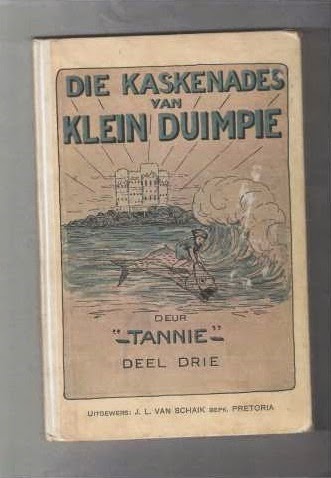 DIE KASKENADES
VAN
KLEIN DUIMPIE
DEUR
"TANNIE"
DEEL DRIE
UITGEWERS: J. L. VAN SCHAIK BEPK. PRETORIA